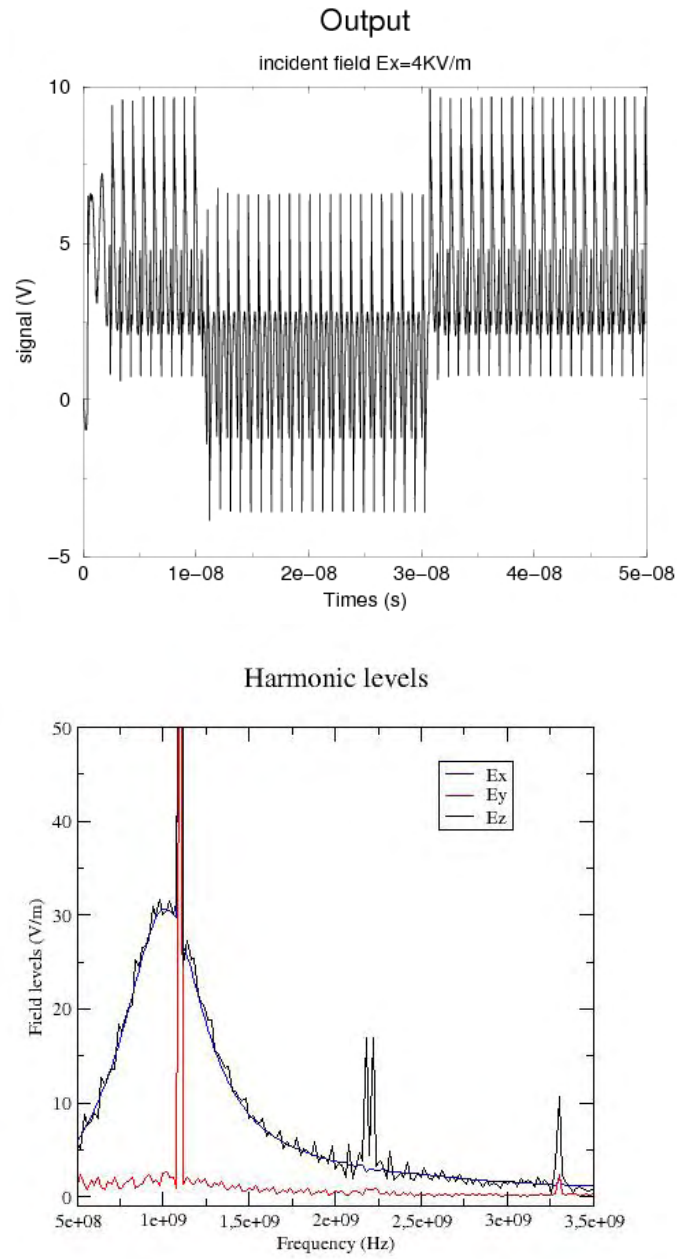 Output
incident field Ex=4KV/m
10
5
0
−5
signal (V)
0 1e−08 2e−08 3e−08 4e−08 5e−08
Times (s)
Harmonic levels
50
40
30
20
10
0
Field levels (V/m)
Ex
Ey
Ez
5e+08 1e+09 1,5e+09 2e+09 2,5e+09 3e+09 3,5e+09
Frequency (Hz)